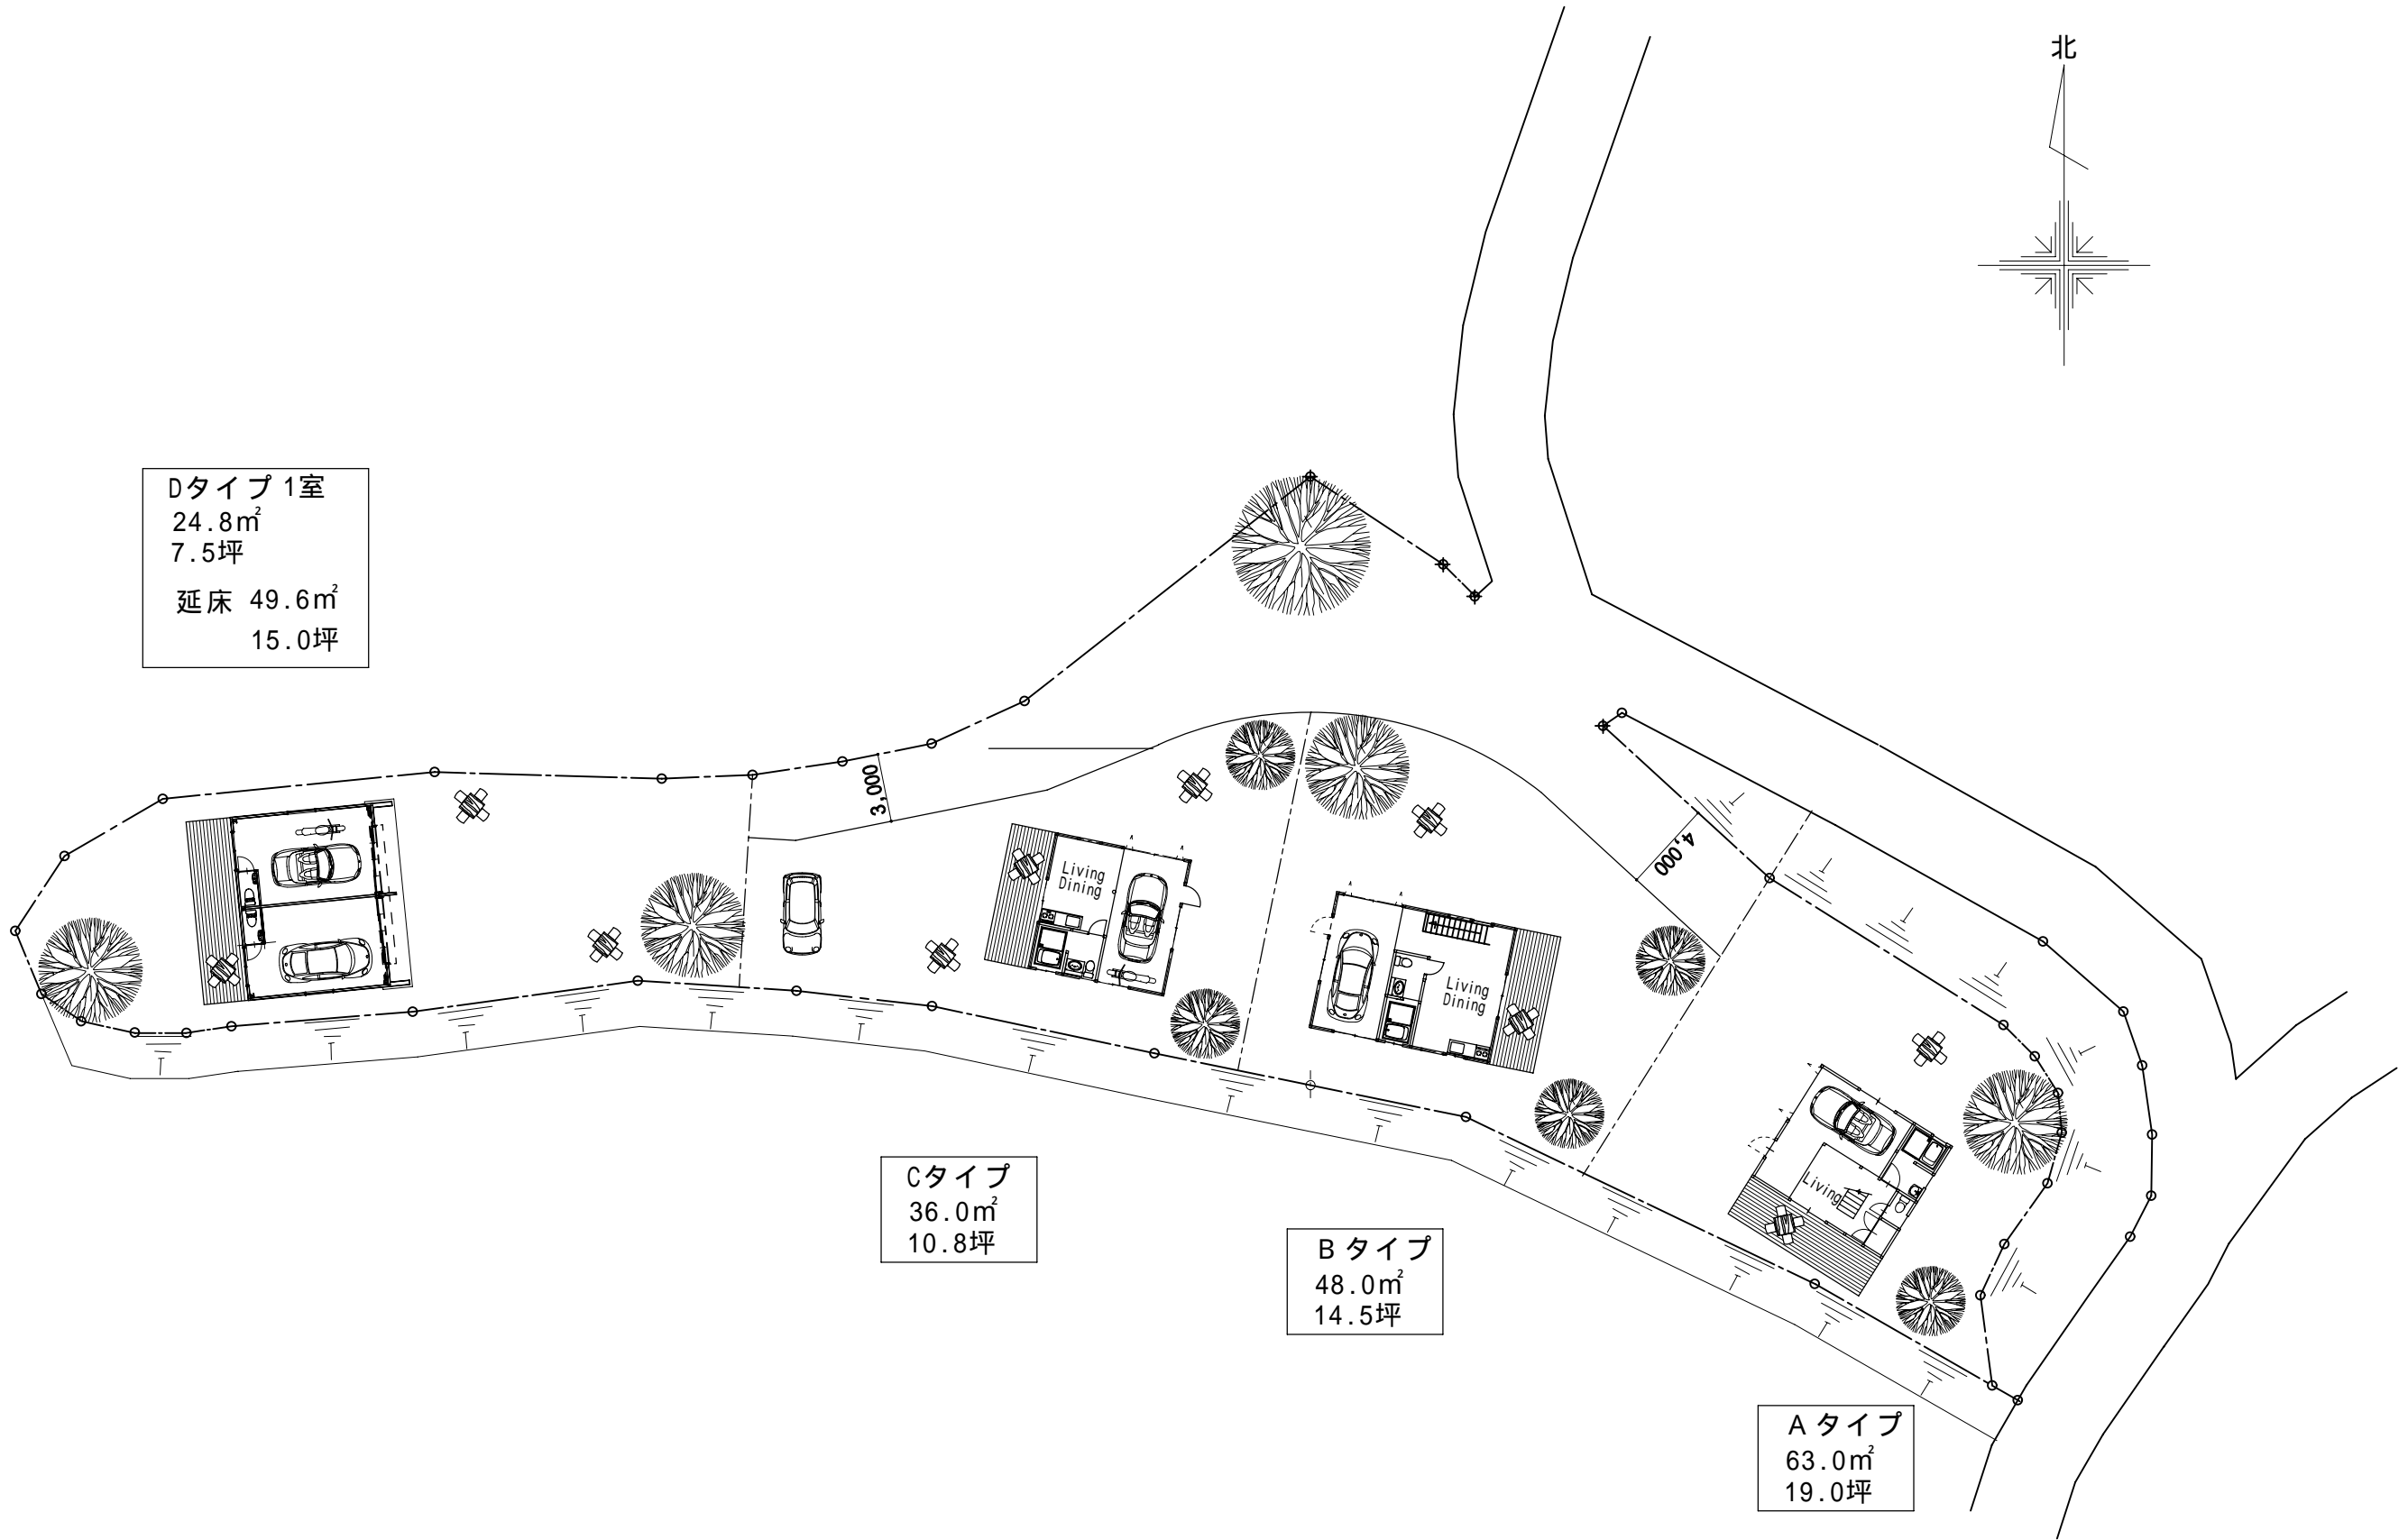 北
Dタイプ 1室
24.8㎡
7.5坪
延床 49.6㎡
15.0坪
3,000
4,000
Living
Dining
Living
Dining
Living
Cタイプ
36.0㎡
10.8坪
B タイプ
48.0㎡
14.5坪
A タイプ
63.0㎡
19.0坪